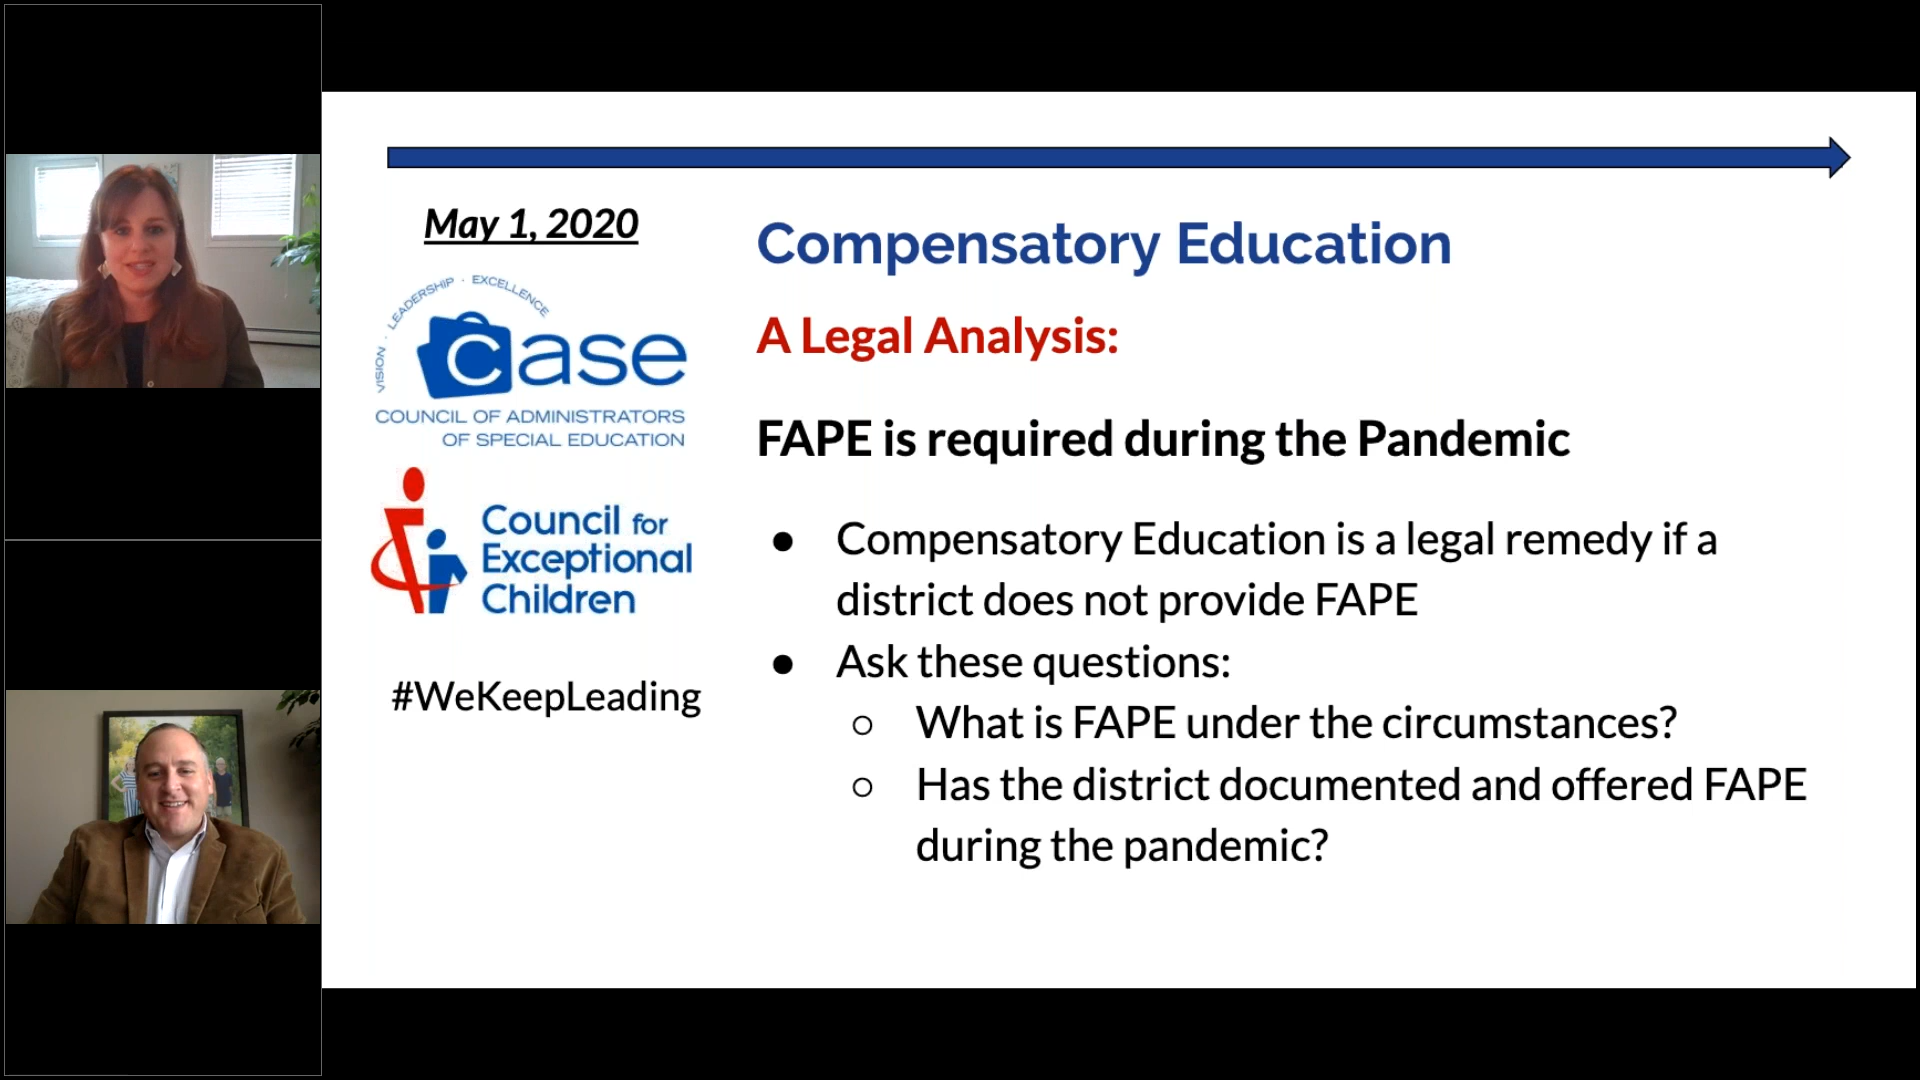 May 1, 2020
VISION · LEADERSHIP · EXCELLENCE
case
COUNCIL OF ADMINISTRATORS
OF SPECIAL EDUCATION
Council for
Exceptional
Children
#WeKeepLeading
Compensatory Education
A Legal Analysis:
FAPE is required during the Pandemic
● Compensatory Education is a legal remedy if a
district does not provide FAPE
● Ask these questions:
○ What is FAPE under the circumstances?
○ Has the district documented and offered FAPE
during the pandemic?